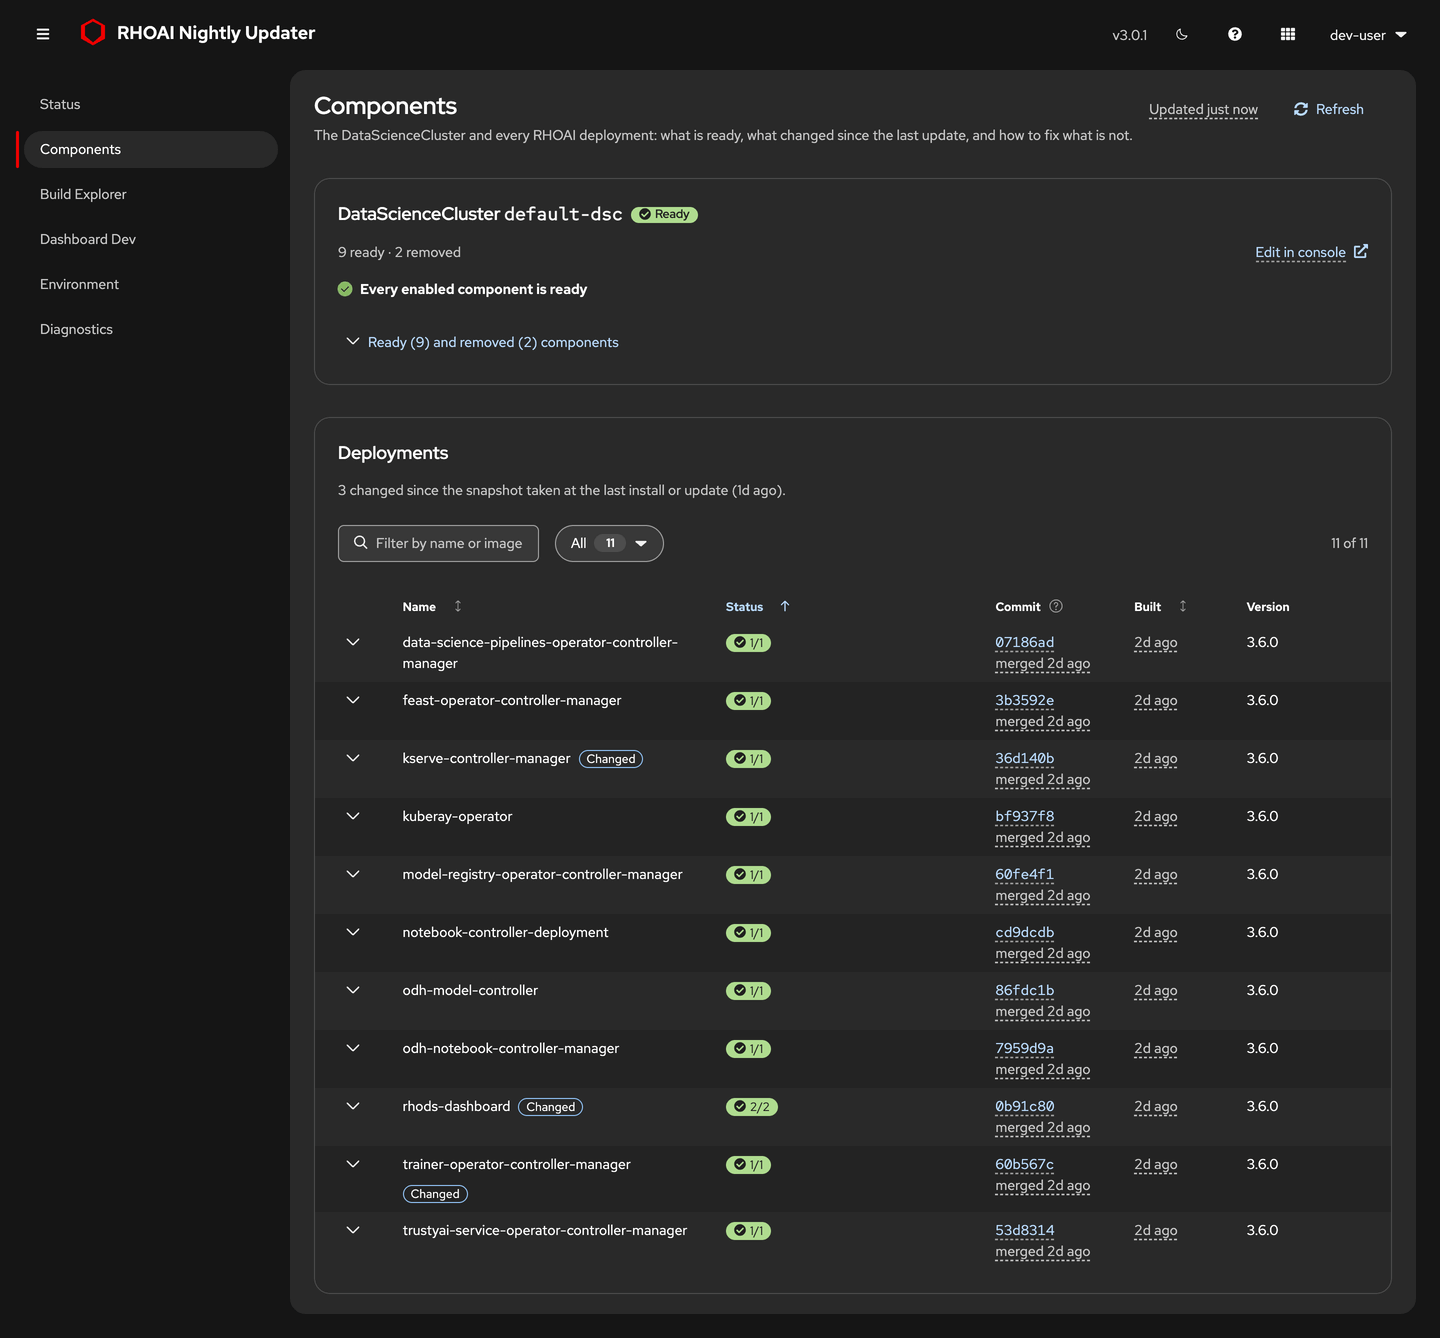 RHOAI Nightly Updater
v3.0.1
dev-user
Status
Components
Build Explorer
Dashboard Dev
Environment
Diagnostics
Components
Updated just now
Refresh
The DataScienceCluster and every RHOAI deployment: what is ready, what changed since the last update, and how to fix what is not.
DataScienceCluster default-dsc Ready
9 ready · 2 removed
Edit in console
Every enabled component is ready
Ready (9) and removed (2) components
Deployments
3 changed since the snapshot taken at the last install or update (1d ago).
Filter by name or image
All 11
11 of 11
Name Status Commit Built Version
data-science-pipelines-operator-controller- 1/1 07186ad 2d ago 3.6.0
manager merged 2d ago
feast-operator-controller-manager 1/1 3b3592e 2d ago 3.6.0
merged 2d ago
kserve-controller-manager Changed 1/1 36d140b 2d ago 3.6.0
merged 2d ago
kuberay-operator 1/1 bf937f8 2d ago 3.6.0
merged 2d ago
model-registry-operator-controller-manager 1/1 60fe4f1 2d ago 3.6.0
merged 2d ago
notebook-controller-deployment 1/1 cd9dcdb 2d ago 3.6.0
merged 2d ago
odh-model-controller 1/1 86fdc1b 2d ago 3.6.0
merged 2d ago
odh-notebook-controller-manager 1/1 7959d9a 2d ago 3.6.0
merged 2d ago
rhods-dashboard Changed 2/2 0b91c80 2d ago 3.6.0
merged 2d ago
trainer-operator-controller-manager 1/1 60b567c 2d ago 3.6.0
Changed merged 2d ago
trustyai-service-operator-controller-manager 1/1 53d8314 2d ago 3.6.0
merged 2d ago